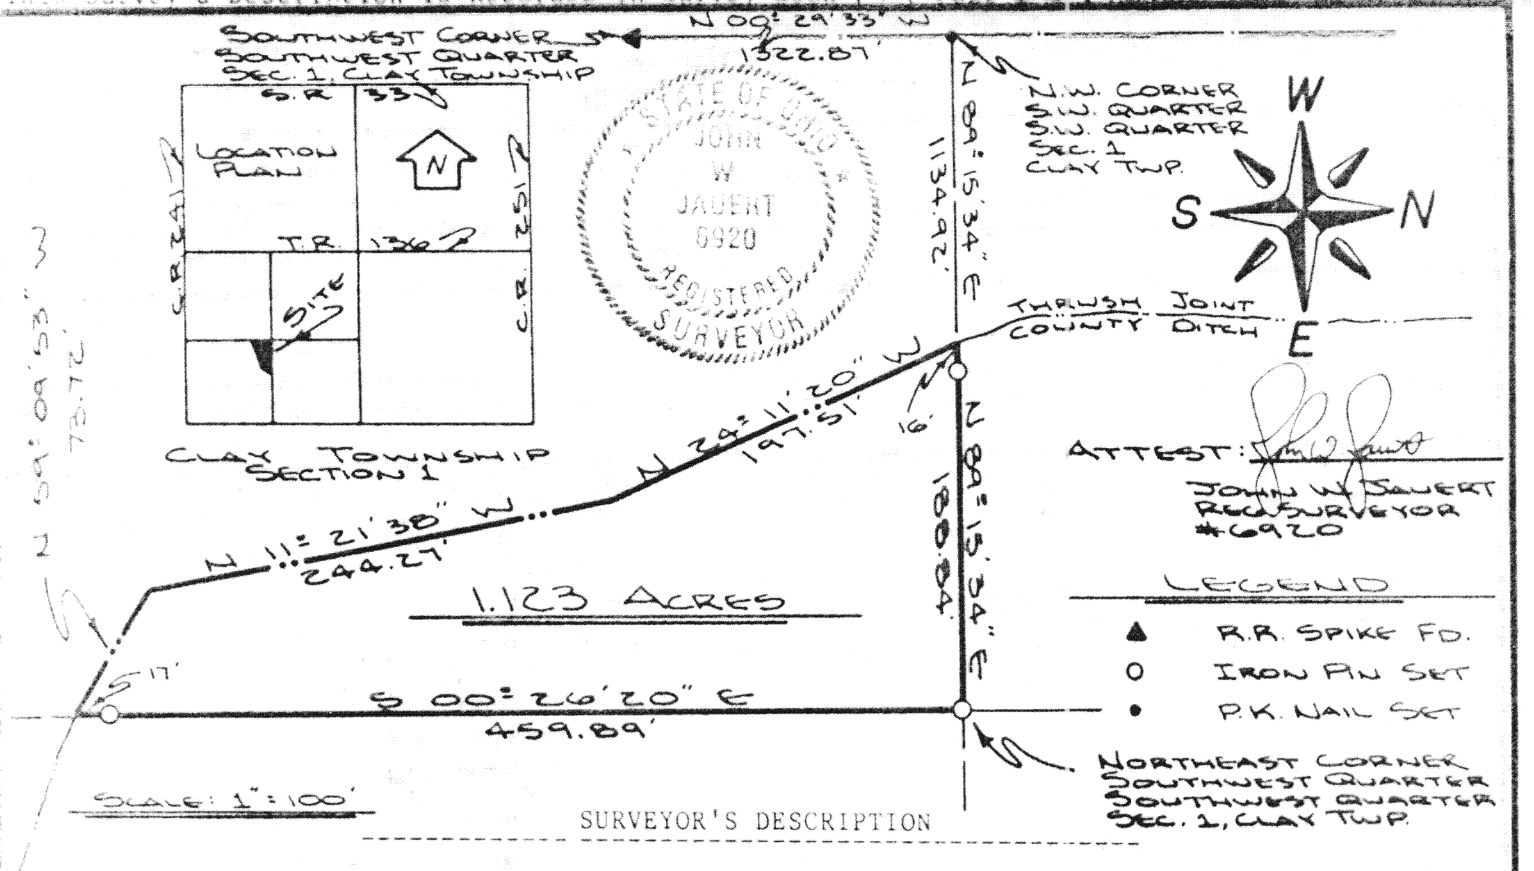 N 00° 29' 33" W
1322.87'
SOUTHWEST CORNER
SOUTHWEST QUARTER
SEC. 1, CLAY TOWNSHIP
S.R. 33
LOCATION
PLAN
N
C.R. 241
C.R. 251
T.R. 136
SITE
CLAY TOWNSHIP
SECTION 1
STATE OF OHIO
JOHN
W
JAUERT
6920
REGISTERED
SURVEYOR
N 89° 15' 34" E
1134.92'
N.W. CORNER
S.W. QUARTER
S.W. QUARTER
SEC. 1
CLAY TWP.
W
S
N
E
THRUSH JOINT
COUNTY DITCH
N 59° 09' 53" W
73.72'
N 24° 11' 20" W
197.51'
16'
N 11° 21' 38" W
244.27'
N 89° 15' 34" E
188.84'
1.123 ACRES
17'
S 00° 26' 20" E
459.89'
SCALE: 1" = 100'
ATTEST:
JOHN W. JAUERT
REG. SURVEYOR
#6920
LEGEND
R.R. SPIKE FD.
IRON PIN SET
P.K. NAIL SET
NORTHEAST CORNER
SOUTHWEST QUARTER
SOUTHWEST QUARTER
SEC. 1, CLAY TWP.
SURVEYOR'S DESCRIPTION